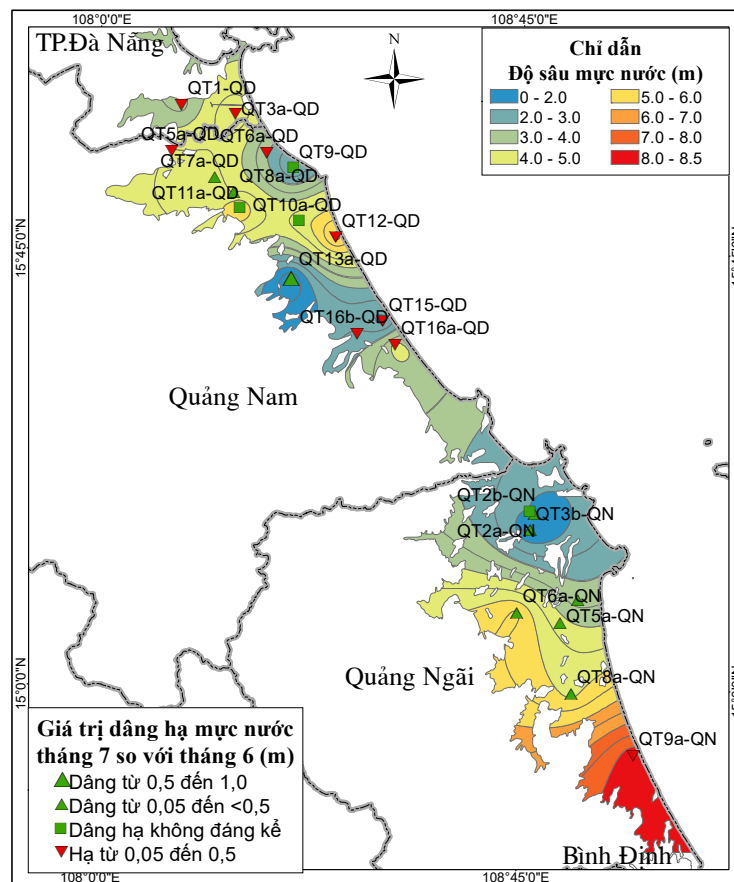 108°0'0"E
108°45'0"E
TP.Đà Nẵng
N
Chỉ dẫn
Độ sâu mực nước (m)
0 - 2.0
5.0 - 6.0
2.0 - 3.0
6.0 - 7.0
3.0 - 4.0
7.0 - 8.0
4.0 - 5.0
8.0 - 8.5
QT1-QD
QT3a-QD
QT5a-QD
QT6a-QD
QT9-QD
QT7a-QD
QT8a-QD
QT11a-QD
QT10a-QD
QT12-QD
15°45'0"N
15°45'0"N
QT13a-QD
QT15-QD
QT16b-QD
QT16a-QD
Quảng Nam
QT2b-QN
QT3b-QN
QT2a-QN
QT6a-QN
QT5a-QN
Quảng Ngãi
QT8a-QN
15°0'0"N
15°0'0"N
QT9a-QN
Giá trị dâng hạ mực nước
tháng 7 so với tháng 6 (m)
Dâng từ 0,5 đến 1,0
Dâng từ 0,05 đến <0,5
Dâng hạ không đáng kể
Hạ từ 0,05 đến 0,5
Bình Định
108°0'0"E
108°45'0"E